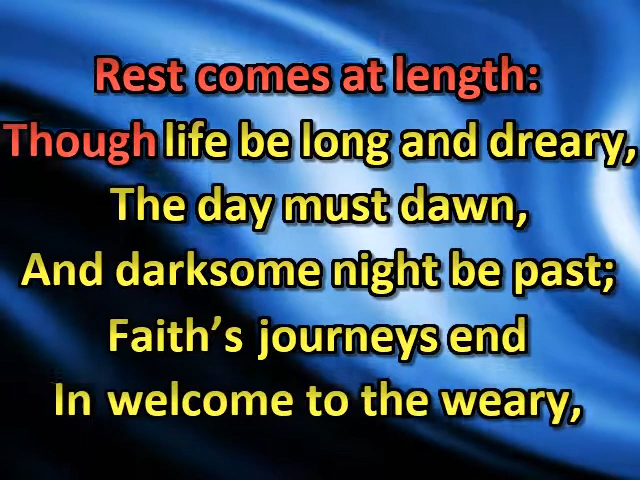 Rest comes at length:
Though life be long and dreary,
The day must dawn,
And darksome night be past;
Faith’s journeys end
In welcome to the weary,